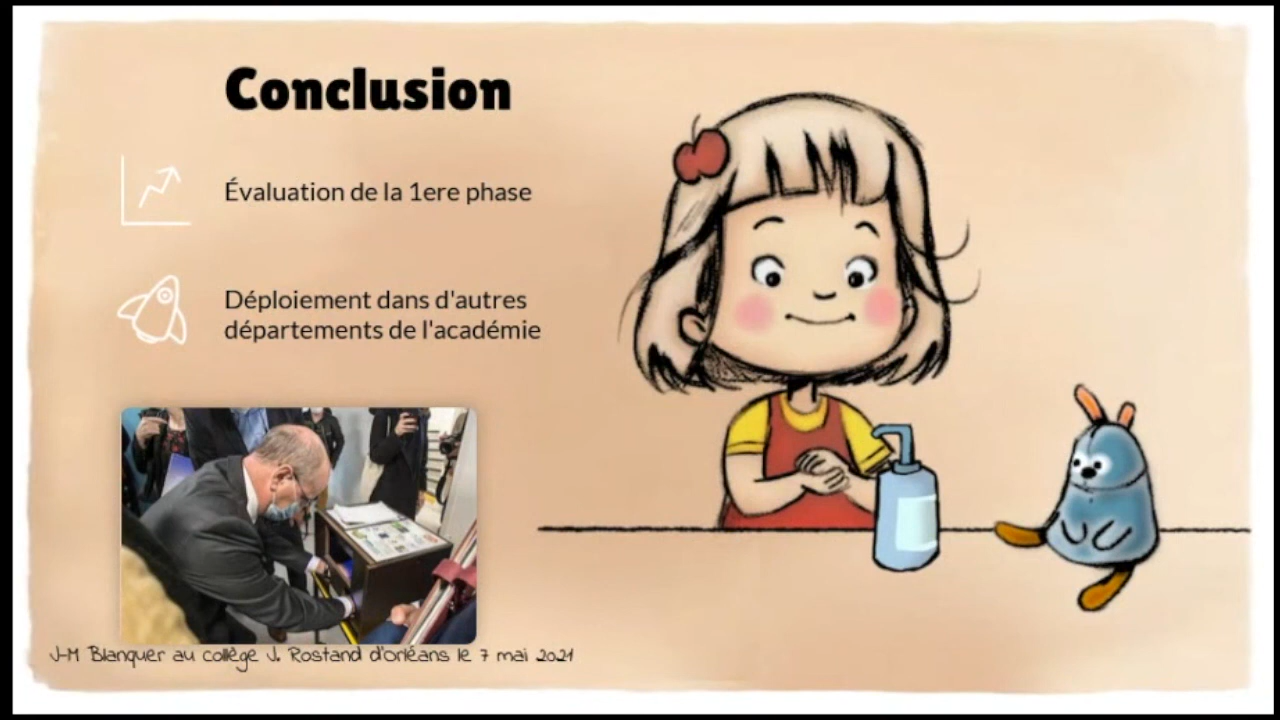 Conclusion
Évaluation de la 1ere phase
Déploiement dans d'autres
départements de l'académie
J-M Blanquer au collège J. Rostand d'orléans le 7 mai 2021